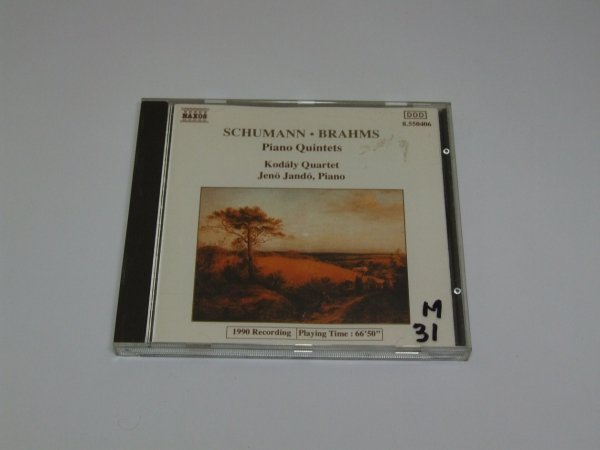 NAXOS
DDD
8.550406
SCHUMANN • BRAHMS
Piano Quintets
Kodály Quartet
Jenö Jandó, Piano
1990 Recording
Playing Time : 66'50"
M
31